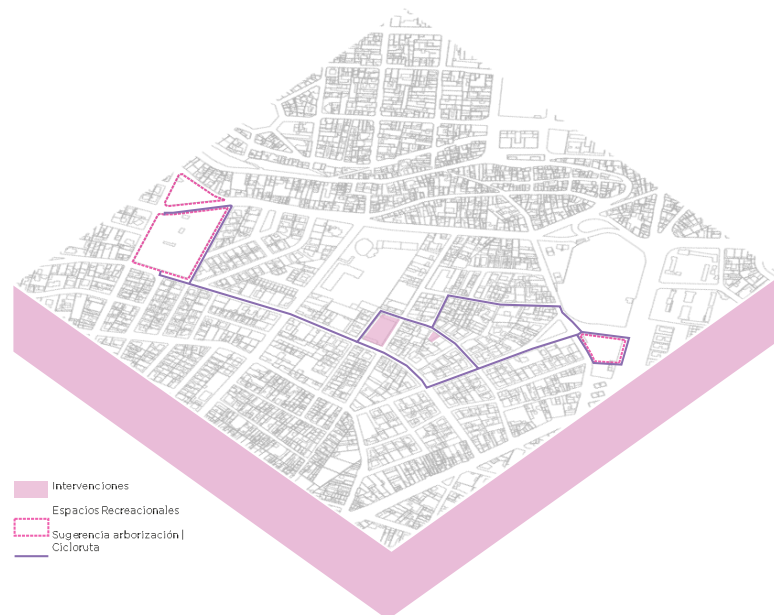 Intervenciones
Espacios Recreacionales
Sugerencia arborización |
Cicloruta